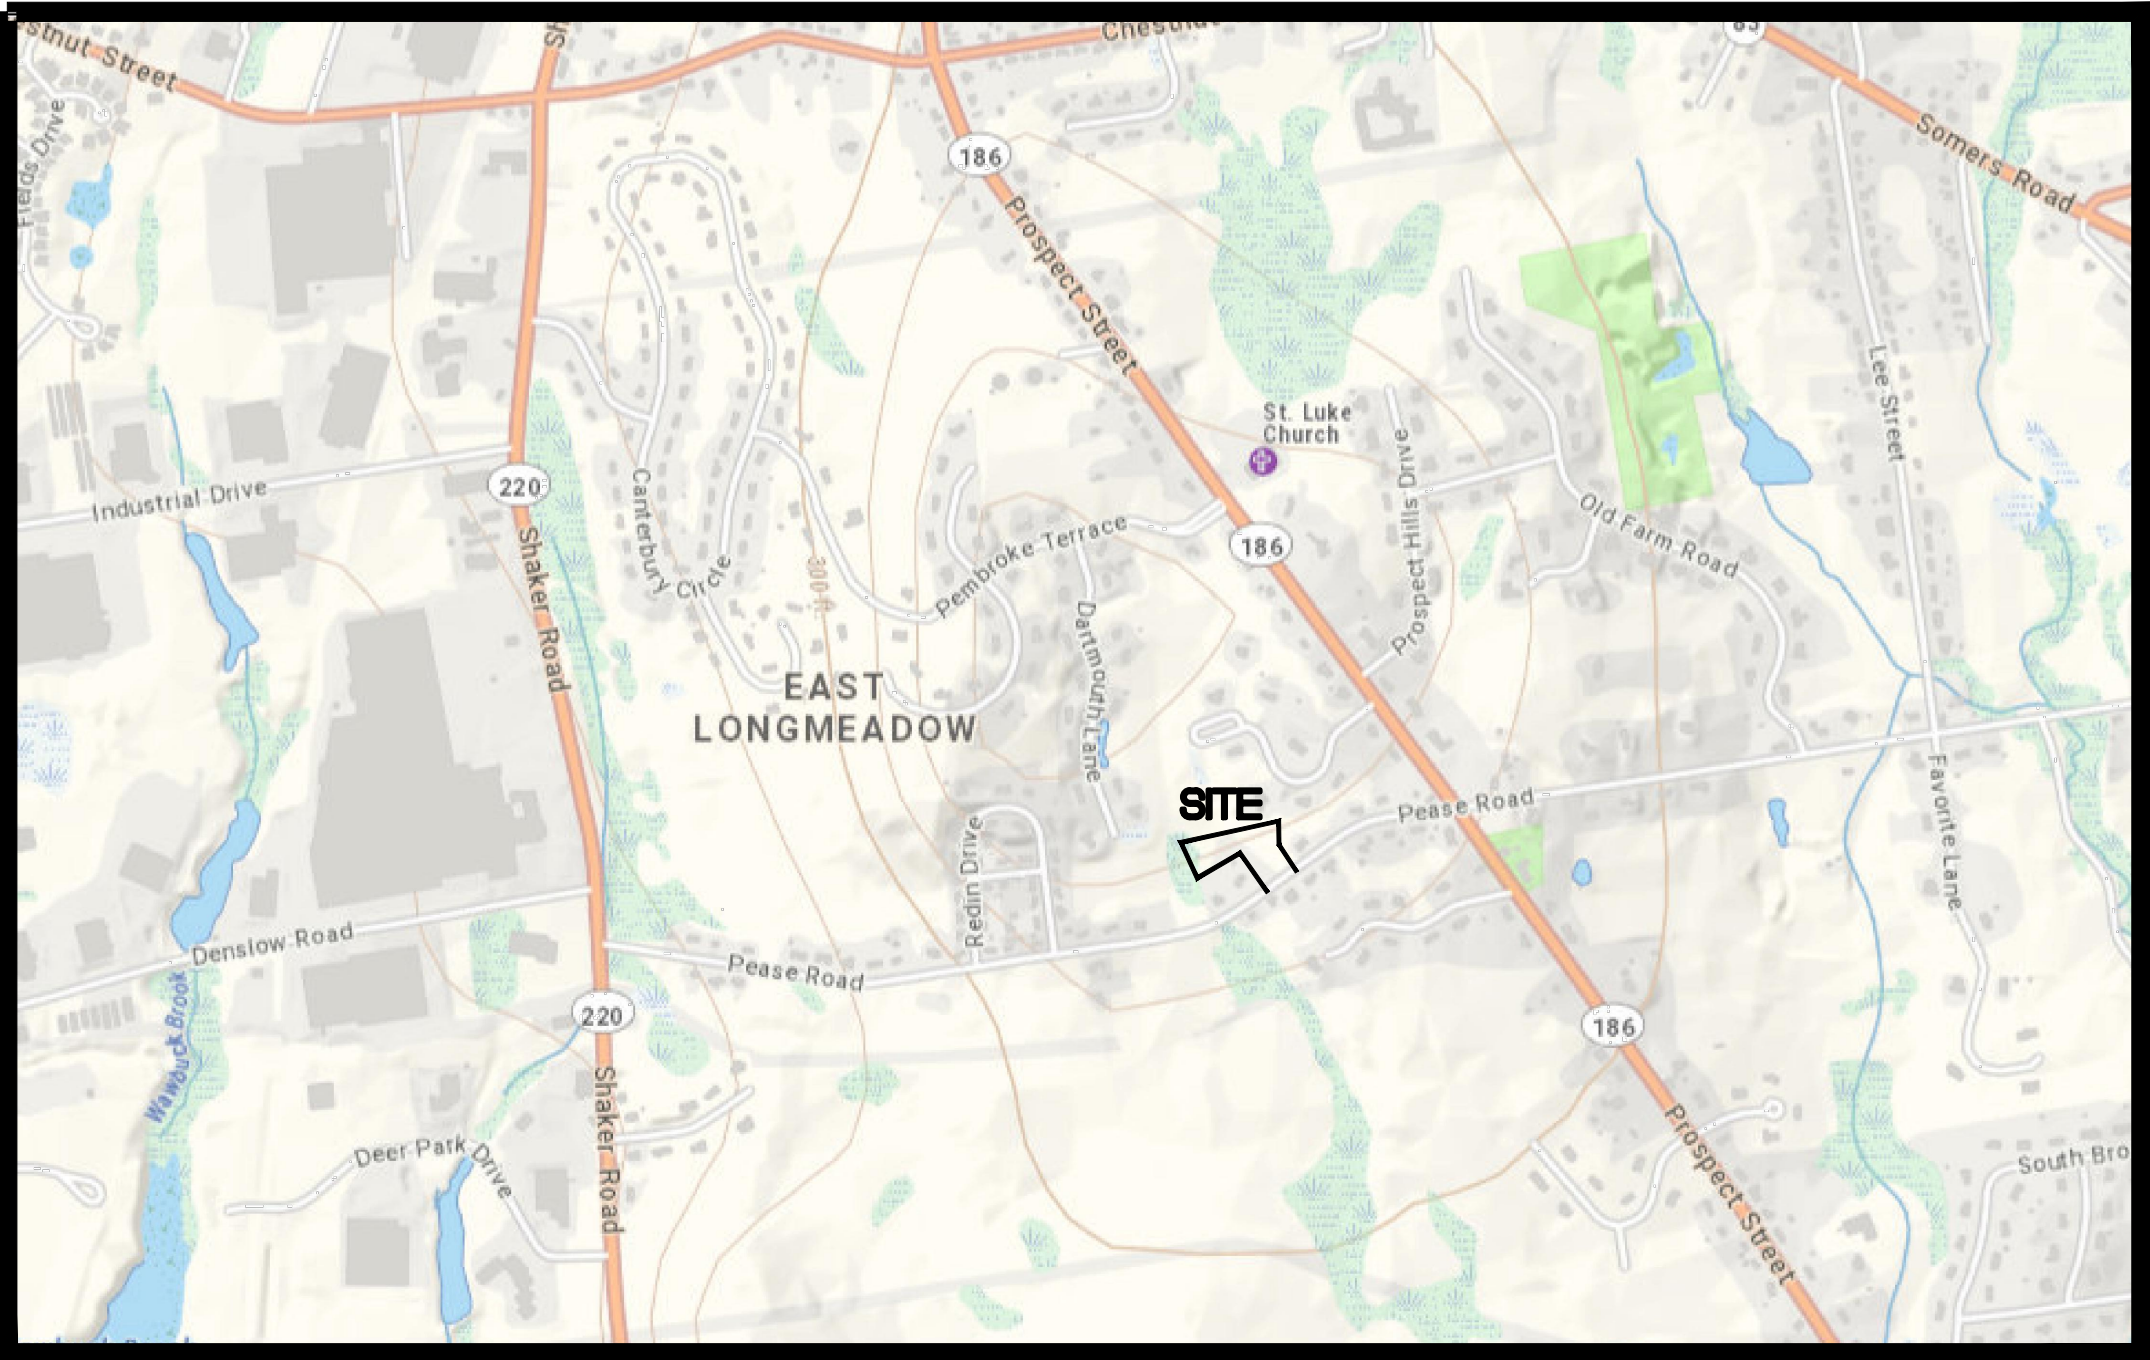 Chestnut
83
stnut Street
Sh
Fields Drive
186
Somers Road
Prospect Street
Lee Street
St. Luke
Church
Industrial Drive
220
Canterbury Circle
Pembroke Terrace
186
Prospect Hills Drive
Old Farm Road
Shaker Road
300 ft
Dartmouth Lane
EAST
LONGMEADOW
SITE
Pease Road
Favorite Lane
Redin Drive
Denslow Road
Pease Road
Wawbuck Brook
220
186
Shaker Road
Deer Park Drive
Prospect Street
South Bro